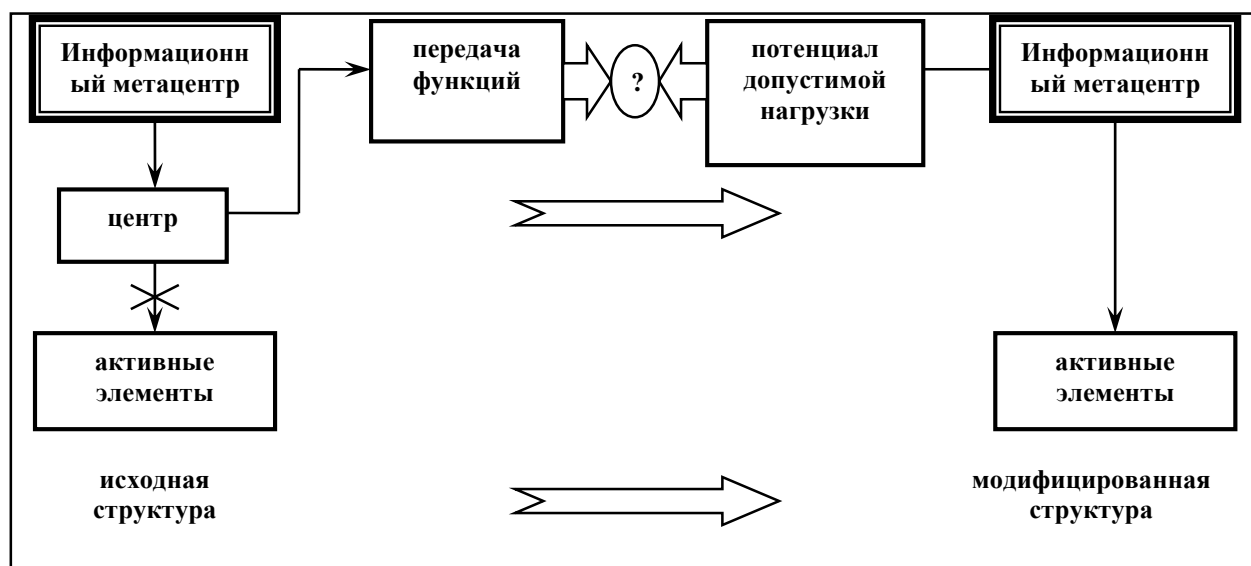 Информационн
ый метацентр
передача
функций
?
потенциал
допустимой
нагрузки
Информационн
ый метацентр
центр
активные
элементы
активные
элементы
исходная
структура
модифицированная
структура